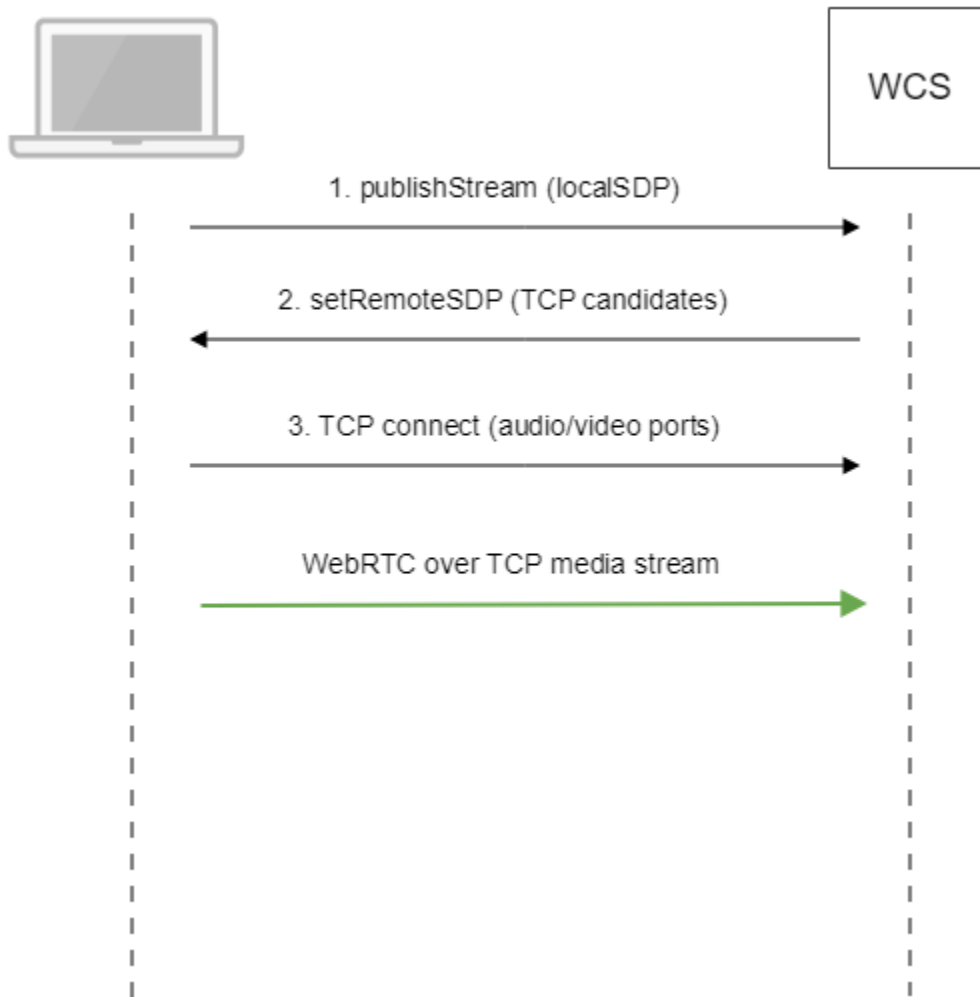 WCS
1. publishStream (localSDP)
2. setRemoteSDP (TCP candidates)
3. TCP connect (audio/video ports)
WebRTC over TCP media stream